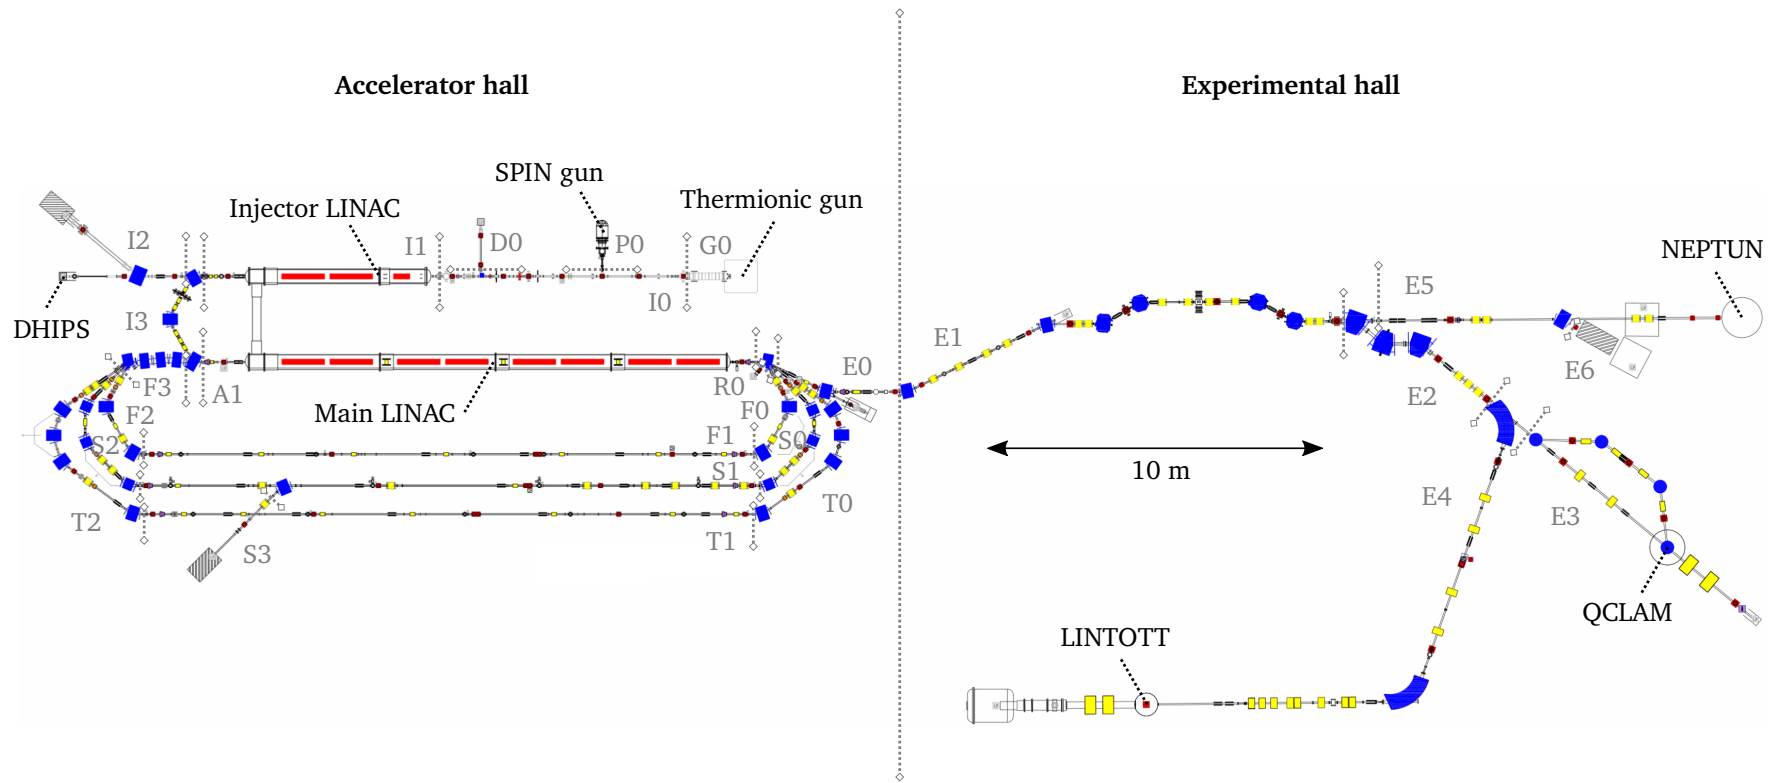 Accelerator hall
Experimental hall
SPIN gun
Thermionic gun
Injector LINAC
I2
I1
D0
P0
G0
NEPTUN
DHIPS
I3
I0
E5
E1
F3
A1
Main LINAC
R0
E0
E6
E2
F2
F0
S2
F1
S0
S1
10 m
T2
T0
E4
E3
S3
T1
QCLAM
LINTOTT